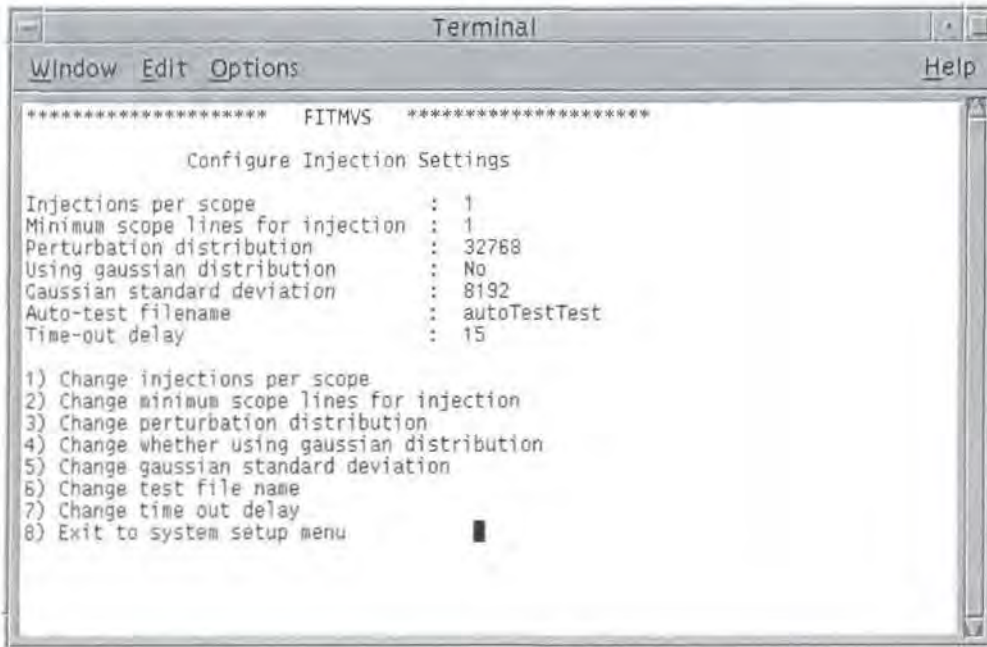 Terminal
Window Edit Options Help
********************* FITMVS *********************
Configure Injection Settings
Injections per scope : 1
Minimum scope lines for injection : 1
Perturbation distribution : 32768
Using gaussian distribution : No
Gaussian standard deviation : 8192
Auto-test filename : autoTestTest
Time-out delay : 15
1) Change injections per scope
2) Change minimum scope lines for injection
3) Change perturbation distribution
4) Change whether using gaussian distribution
5) Change gaussian standard deviation
6) Change test file name
7) Change time out delay
8) Exit to system setup menu